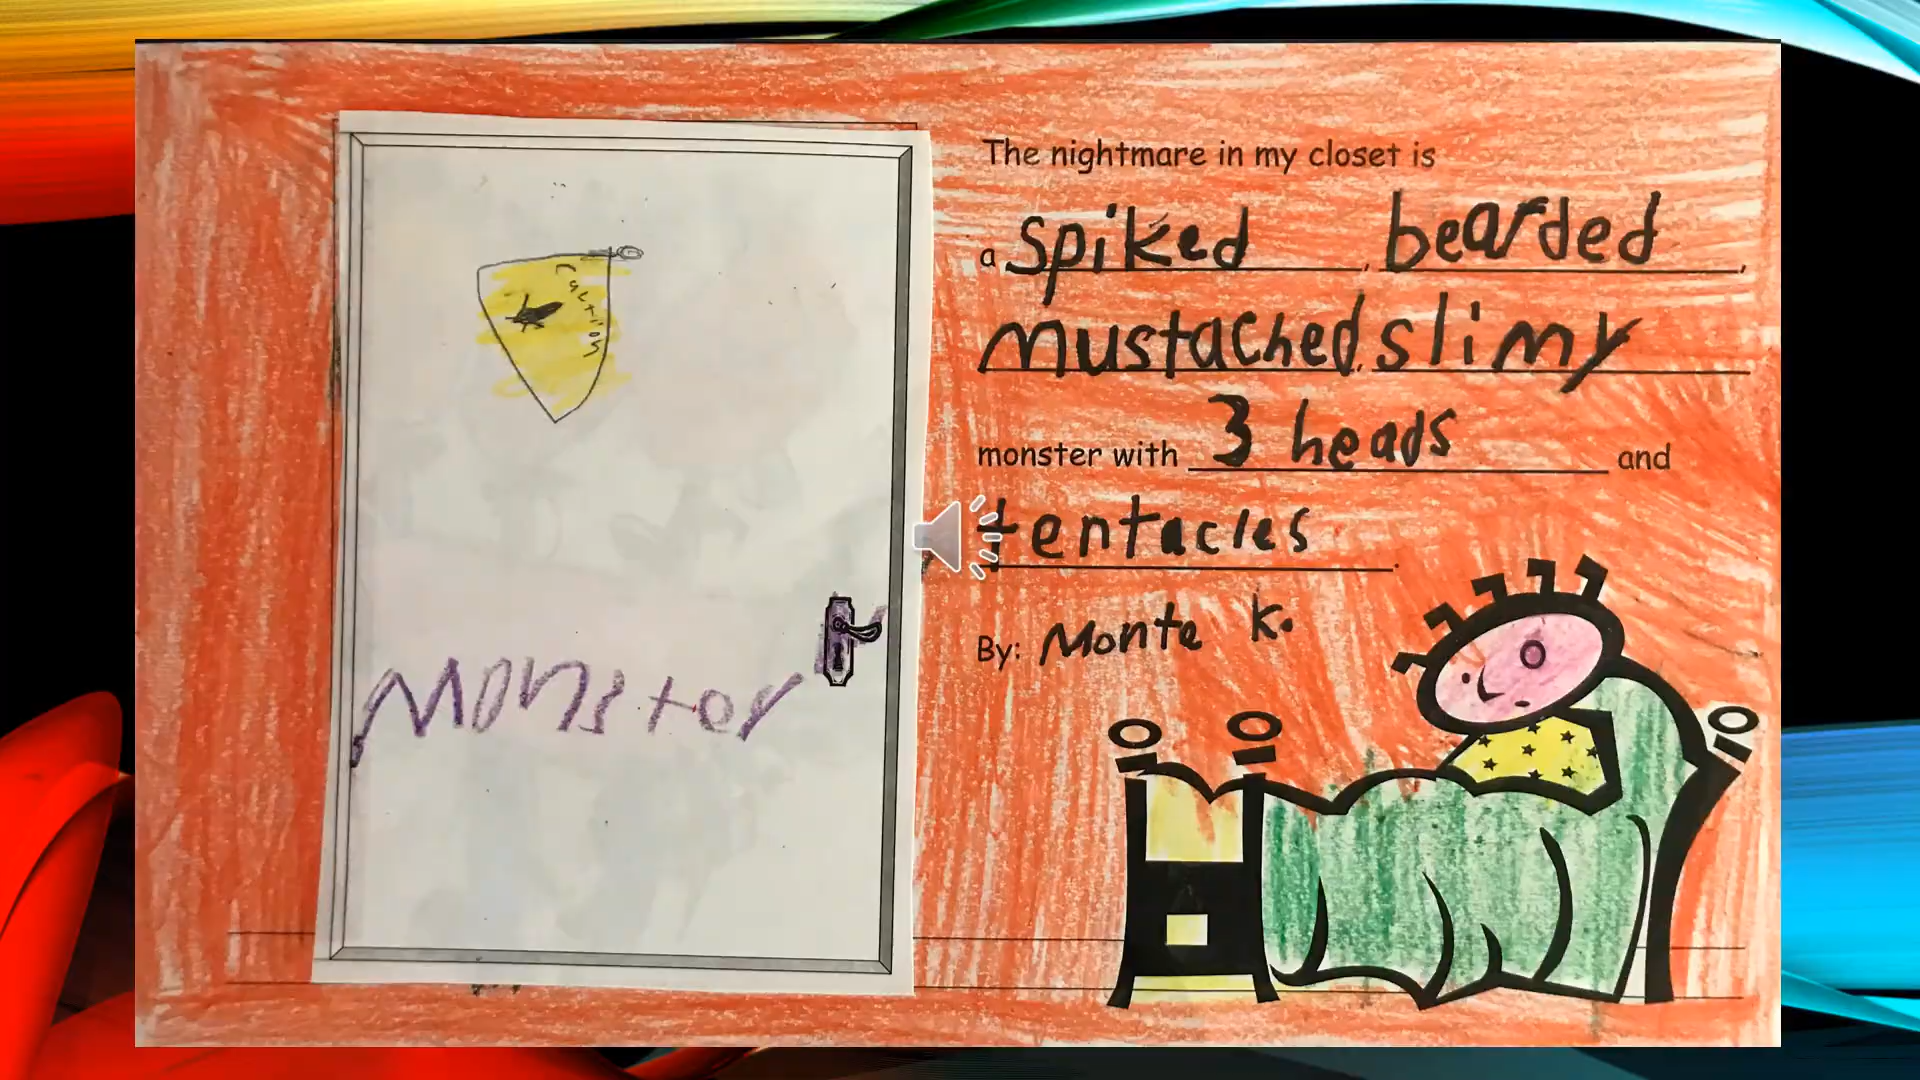 Caution
Monster
The nightmare in my closet is
a spiked, bearded,
mustached, slimy
monster with 3 heads and
tentacles.
By: Monte K.